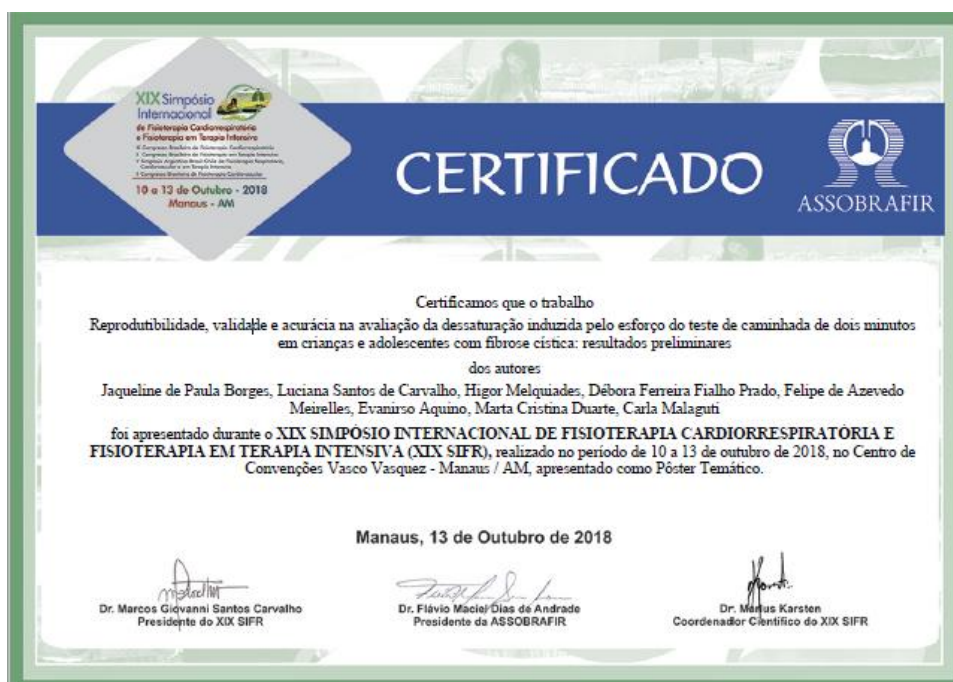 XIX Simpósio
Internacional
de Fisioterapia Cardiorrespiratória
e Fisioterapia em Terapia Intensiva
10 a 13 de Outubro - 2018
Manaus - AM
CERTIFICADO
ASSOBRAFIR
Certificamos que o trabalho
Reprodutibilidade, validade e acurácia na avaliação da dessaturação induzida pelo esforço do teste de caminhada de dois minutos
em crianças e adolescentes com fibrose cística: resultados preliminares
dos autores
Jaqueline de Paula Borges, Luciana Santos de Carvalho, Higor Melquiades, Débora Ferreira Fialho Prado, Felipe de Azevedo
Meirelles, Evanirso Aquino, Marta Cristina Duarte, Carla Malaguti
foi apresentado durante o XIX SIMPÓSIO INTERNACIONAL DE FISIOTERAPIA CARDIORRESPIRATÓRIA E
FISIOTERAPIA EM TERAPIA INTENSIVA (XIX SIFR), realizado no período de 10 a 13 de outubro de 2018, no Centro de
Convenções Vasco Vasquez - Manaus / AM, apresentado como Pôster Temático.
Manaus, 13 de Outubro de 2018
Dr. Marcos Giovanni Santos Carvalho
Presidente do XIX SIFR
Dr. Flávio Maciel Dias de Andrade
Presidente da ASSOBRAFIR
Dr. Marlus Karsten
Coordenador Científico do XIX SIFR